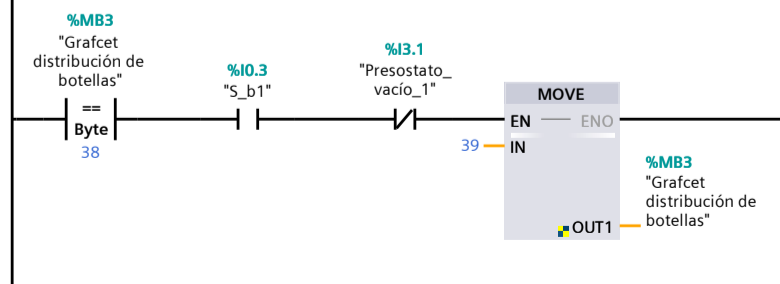 %MB3
"Grafcet
distribución de
botellas"
==
Byte
38
%I0.3
"S_b1"
%I3.1
"Presostato_
vacío_1"
MOVE
EN
ENO
39
IN
OUT1
%MB3
"Grafcet
distribución de
botellas"